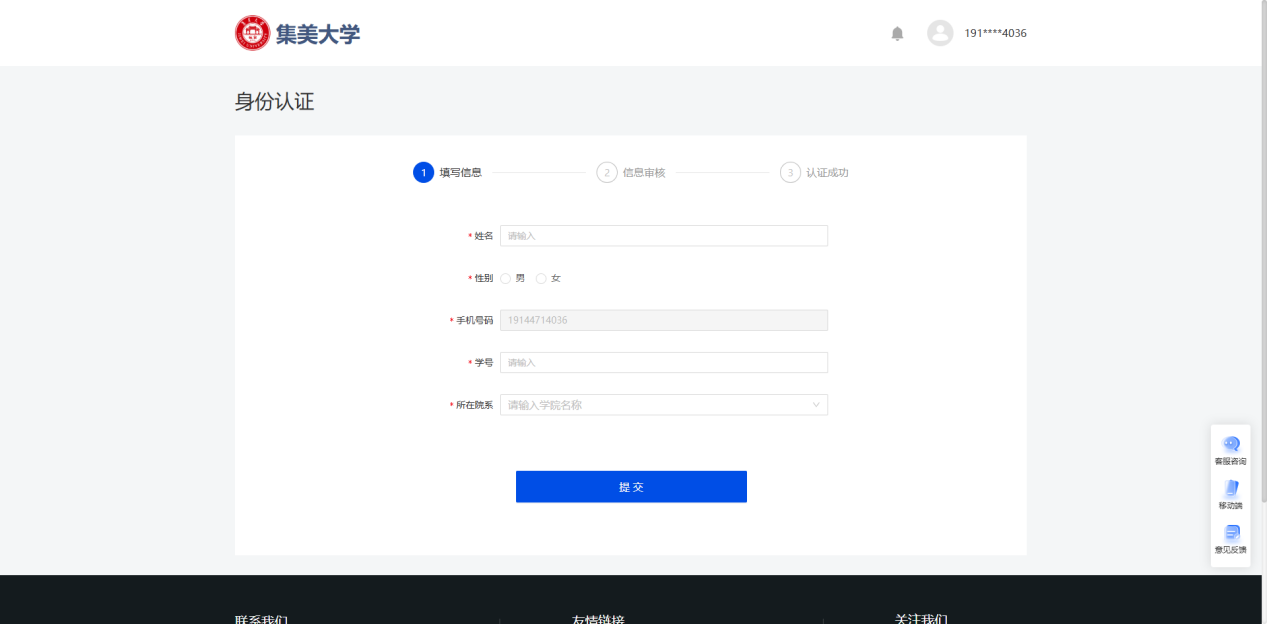 集美大学
191****4036
身份认证
1 填写信息 2 信息审核 3 认证成功
* 姓名 请输入
* 性别 男 女
* 手机号码 19144714036
* 学号 请输入
* 所在院系 请输入学院名称
提 交
客服咨询
移动端
意见反馈
联系我们 友情链接 关注我们